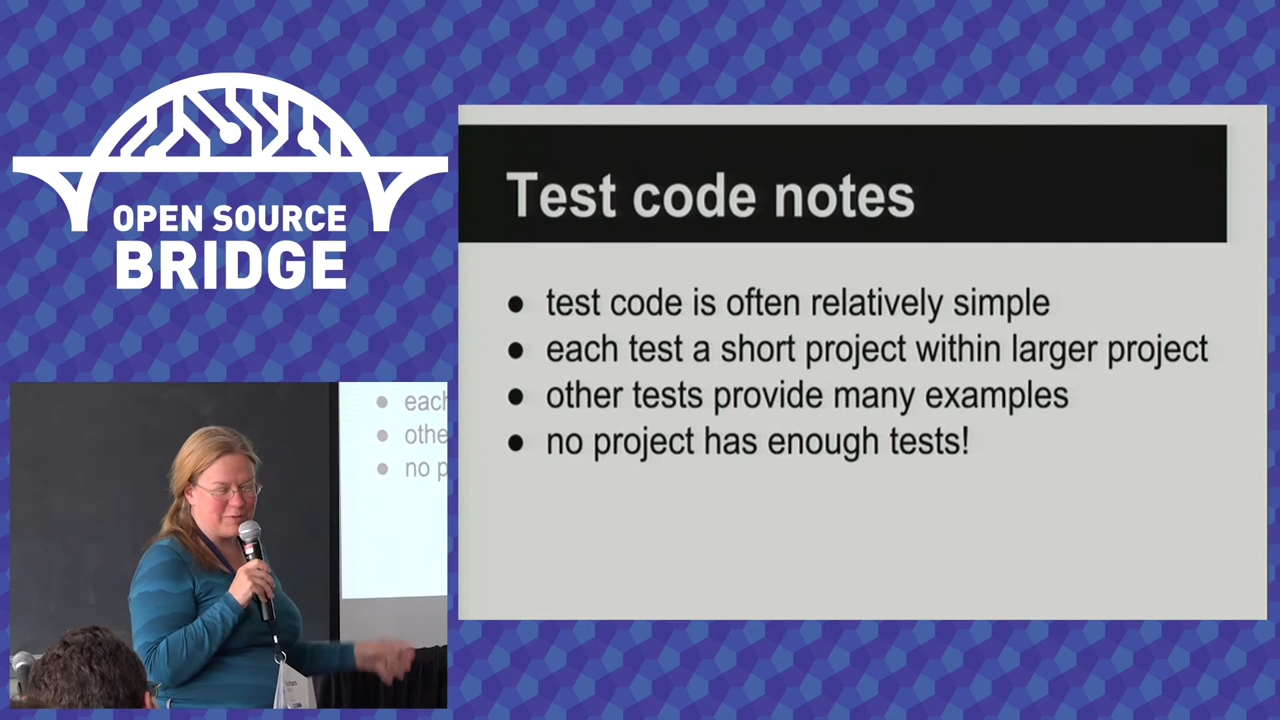 OPEN SOURCE
BRIDGE
Test code notes
● test code is often relatively simple
● each test a short project within larger project
● other tests provide many examples
● no project has enough tests!
● each
● othe
● no p